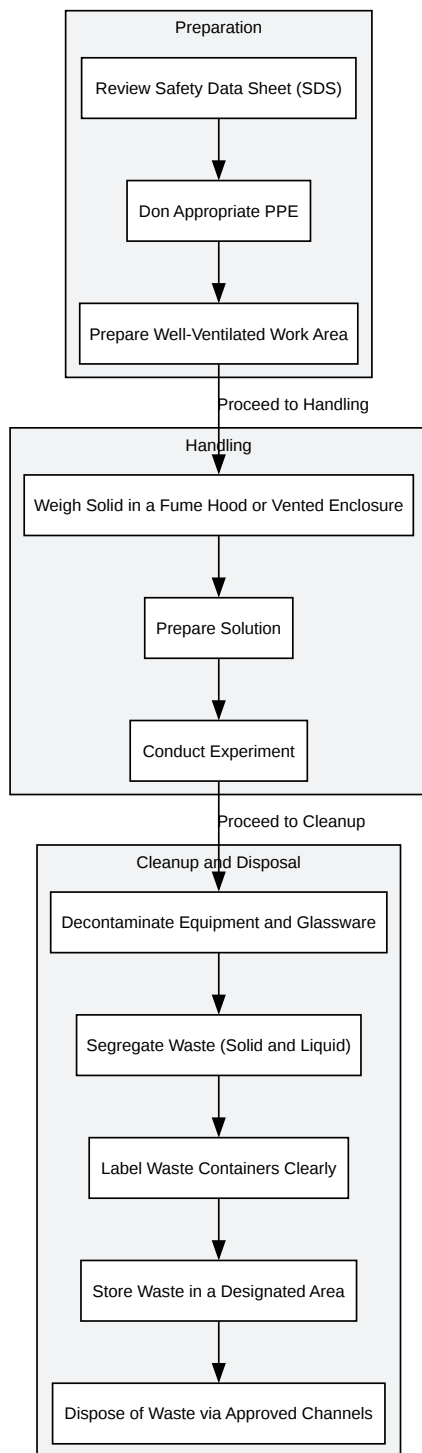 Preparation
Review Safety Data Sheet (SDS)
Don Appropriate PPE
Prepare Well-Ventilated Work Area
Proceed to Handling
Handling
Weigh Solid in a Fume Hood or Vented Enclosure
Prepare Solution
Conduct Experiment
Proceed to Cleanup
Cleanup and Disposal
Decontaminate Equipment and Glassware
Segregate Waste (Solid and Liquid)
Label Waste Containers Clearly
Store Waste in a Designated Area
Dispose of Waste via Approved Channels